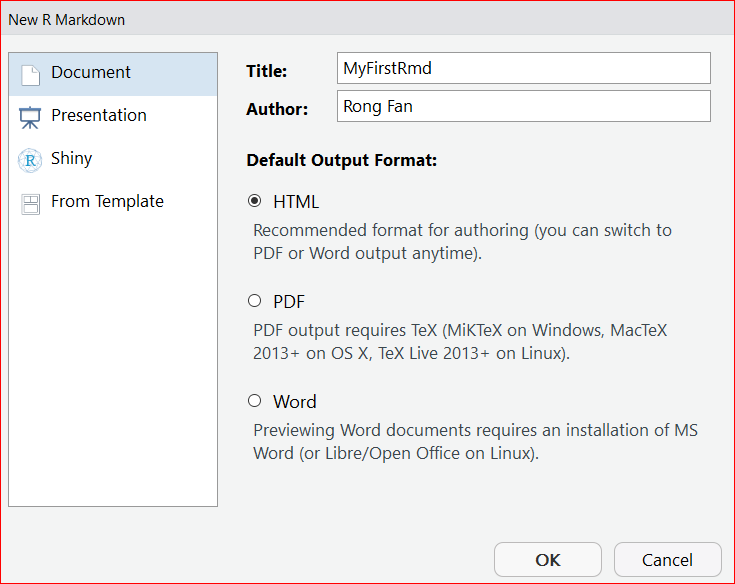 New R Markdown
Document
Presentation
R Shiny
From Template
Title: MyFirstRmd
Author: Rong Fan
Default Output Format:
HTML
Recommended format for authoring (you can switch to
PDF or Word output anytime).
PDF
PDF output requires TeX (MiKTeX on Windows, MacTeX
2013+ on OS X, TeX Live 2013+ on Linux).
Word
Previewing Word documents requires an installation of MS
Word (or Libre/Open Office on Linux).
OK Cancel